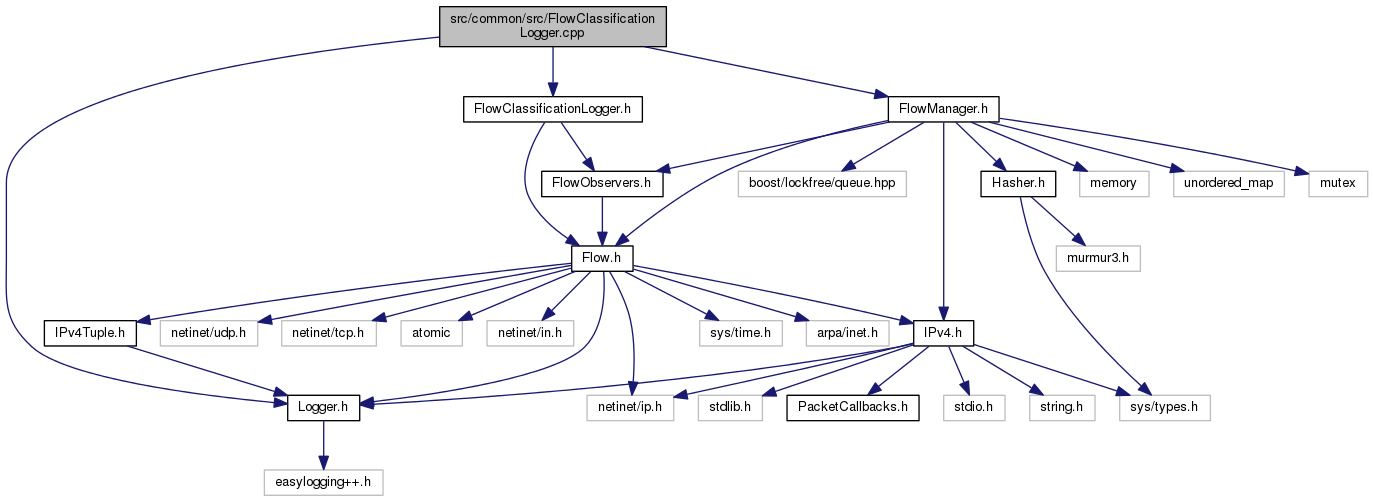 src/common/src/FlowClassification
Logger.cpp
FlowClassificationLogger.h
FlowManager.h
FlowObservers.h
boost/lockfree/queue.hpp
Hasher.h
memory
unordered_map
mutex
Flow.h
murmur3.h
IPv4Tuple.h
netinet/udp.h
netinet/tcp.h
atomic
netinet/in.h
sys/time.h
arpa/inet.h
IPv4.h
Logger.h
netinet/ip.h
stdlib.h
PacketCallbacks.h
stdio.h
string.h
sys/types.h
easylogging++.h